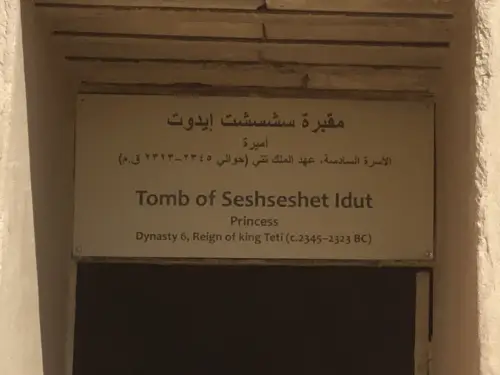 مقبرة سشسشت إيدوت
أميرة
الأسرة السادسة، عهد الملك تتي (حوالي ٢٣٤٥–٢٣٢٣ ق.م)
Tomb of Seshseshet Idut
Princess
Dynasty 6, Reign of king Teti (c.2345–2323 BC)